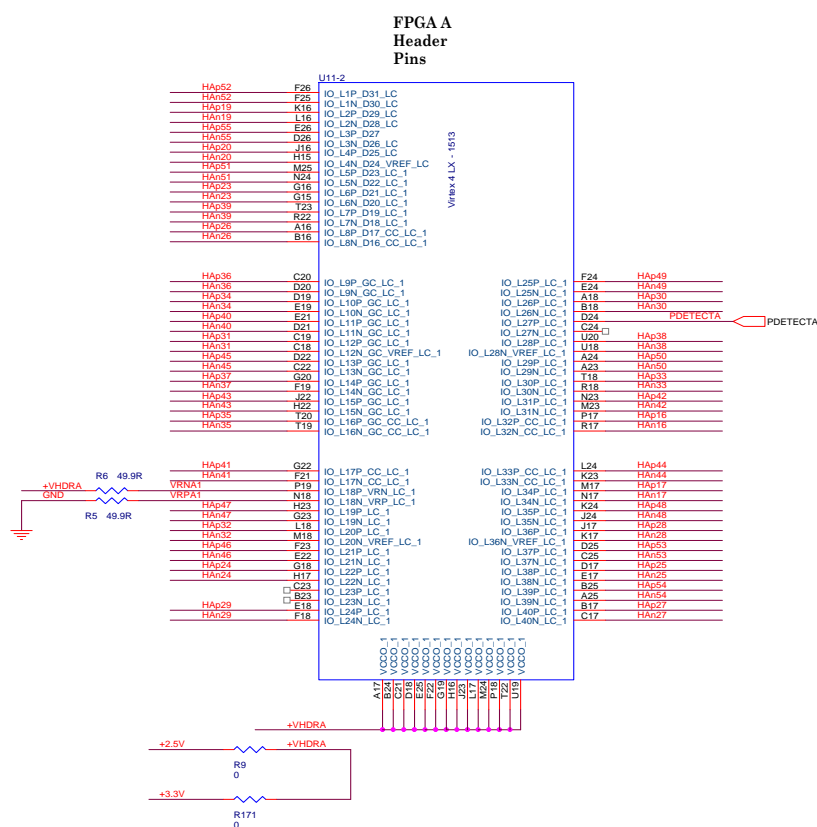 FPGA A
Header
Pins
U11-2
Virtex 4 LX - 1513
HAp52 F26 IO_L1P_D31_LC
HAn52 F25 IO_L1N_D30_LC
HAp19 K16 IO_L2P_D29_LC
HAn19 L16 IO_L2N_D28_LC
HAp55 E26 IO_L3P_D27
HAn55 D26 IO_L3N_D26_LC
HAp20 J16 IO_L4P_D25_LC
HAn20 H15 IO_L4N_D24_VREF_LC
HAp51 M25 IO_L5P_D23_LC_1
HAn51 N24 IO_L5N_D22_LC_1
HAp23 G16 IO_L6P_D21_LC_1
HAn23 G15 IO_L6N_D20_LC_1
HAp39 T23 IO_L7P_D19_LC_1
HAn39 R22 IO_L7N_D18_LC_1
HAp26 A16 IO_L8P_D17_CC_LC_1
HAn26 B16 IO_L8N_D16_CC_LC_1
HAp36 C20 IO_L9P_GC_LC_1 IO_L25P_LC_1 F24 HAp49
HAn36 D20 IO_L9N_GC_LC_1 IO_L25N_LC_1 E24 HAn49
HAp34 D19 IO_L10P_GC_LC_1 IO_L26P_LC_1 A18 HAp30
HAn34 E19 IO_L10N_GC_LC_1 IO_L26N_LC_1 B18 HAn30
HAp40 E21 IO_L11P_GC_LC_1 IO_L27P_LC_1 D24 PDETECTA PDETECTA
HAn40 D21 IO_L11N_GC_LC_1 IO_L27N_LC_1 C24
HAp31 C19 IO_L12P_GC_LC_1 IO_L28P_LC_1 U20 HAp38
HAn31 C18 IO_L12N_GC_VREF_LC_1 IO_L28N_VREF_LC_1 U18 HAn38
HAp45 D22 IO_L13P_GC_LC_1 IO_L29P_LC_1 A24 HAp50
HAn45 C22 IO_L13N_GC_LC_1 IO_L29N_LC_1 A23 HAn50
HAp37 G20 IO_L14P_GC_LC_1 IO_L30P_LC_1 T18 HAp33
HAn37 F19 IO_L14N_GC_LC_1 IO_L30N_LC_1 R18 HAn33
HAp43 J22 IO_L15P_GC_LC_1 IO_L31P_LC_1 N23 HAp42
HAn43 H22 IO_L15N_GC_LC_1 IO_L31N_LC_1 M23 HAn42
HAp35 T20 IO_L16P_GC_CC_LC_1 IO_L32P_CC_LC_1 P17 HAp16
HAn35 T19 IO_L16N_GC_CC_LC_1 IO_L32N_CC_LC_1 R17 HAn16
HAp41 G22 IO_L17P_CC_LC_1 IO_L33P_CC_LC_1 L24 HAp44
HAn41 F21 IO_L17N_CC_LC_1 IO_L33N_CC_LC_1 K23 HAn44
R6 49.9R
+VHDRA VRNA1 P19 IO_L18P_VRN_LC_1 IO_L34P_LC_1 M17 HAp17
GND VRPA1 N18 IO_L18N_VRP_LC_1 IO_L34N_LC_1 N17 HAn17
R5 49.9R
HAp47 H23 IO_L19P_LC_1 IO_L35P_LC_1 K24 HAp48
HAn47 G23 IO_L19N_LC_1 IO_L35N_LC_1 J24 HAn48
HAp32 L18 IO_L20P_LC_1 IO_L36P_LC_1 J17 HAp28
HAn32 M18 IO_L20N_VREF_LC_1 IO_L36N_VREF_LC_1 K17 HAn28
HAp46 F23 IO_L21P_LC_1 IO_L37P_LC_1 D25 HAp53
HAn46 E22 IO_L21N_LC_1 IO_L37N_LC_1 C25 HAn53
HAp24 G18 IO_L22P_LC_1 IO_L38P_LC_1 D17 HAp25
HAn24 H17 IO_L22N_LC_1 IO_L38N_LC_1 E17 HAn25
C23 IO_L23P_LC_1 IO_L39P_LC_1 B25 HAp54
B23 IO_L23N_LC_1 IO_L39N_LC_1 A25 HAn54
HAp29 E18 IO_L24P_LC_1 IO_L40P_LC_1 B17 HAp27
HAn29 F18 IO_L24N_LC_1 IO_L40N_LC_1 C17 HAn27
VCCO_1 VCCO_1 VCCO_1 VCCO_1 VCCO_1 VCCO_1 VCCO_1 VCCO_1 VCCO_1 VCCO_1 VCCO_1 VCCO_1 VCCO_1 VCCO_1
A17 B24 C21 D18 E25 F22 G19 H16 J23 L17 M24 P18 T22 U19
+VHDRA
+2.5V +VHDRA
R9
0
+3.3V
R171
0